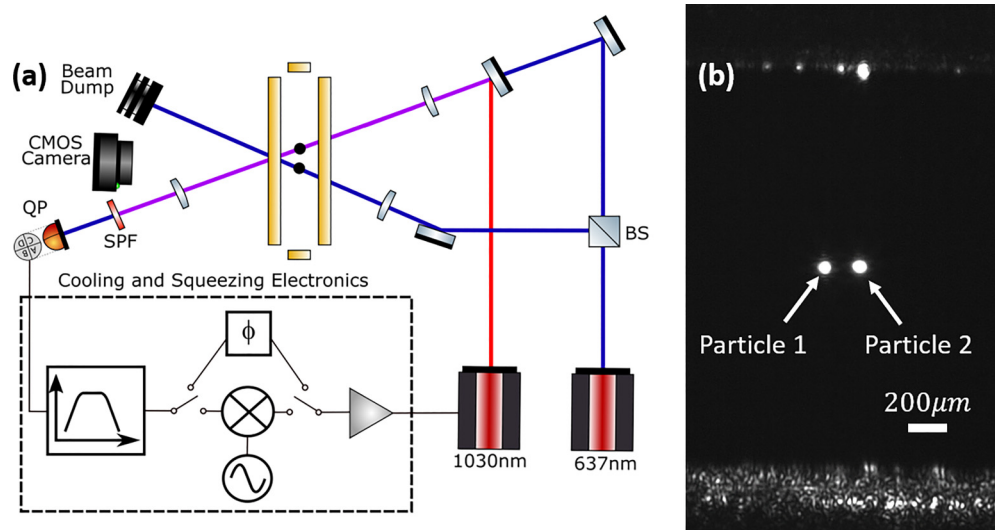 (a)
Beam
Dump
CMOS
Camera
QP
A B
C D
SPF
BS
Cooling and Squeezing Electronics
ϕ
1030nm
637nm
(b)
Particle 1
Particle 2
200μm